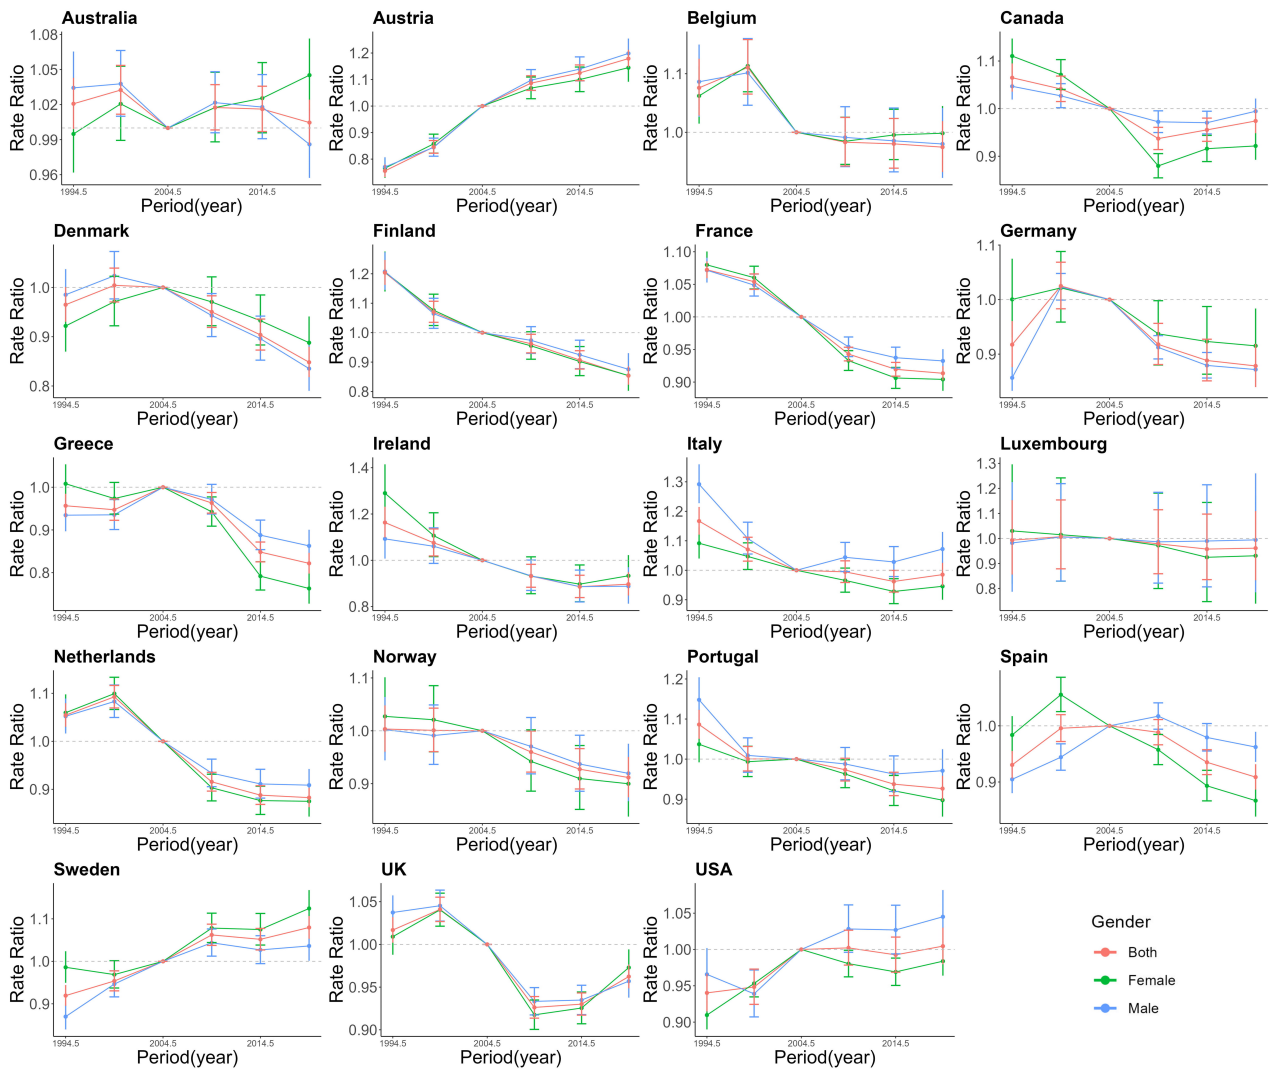 Australia
Rate Ratio
1.08
1.05
1.02
0.99
0.96
1994.5 2004.5 2014.5
Period(year)
Austria
Rate Ratio
1.2
1.1
1.0
0.9
0.8
1994.5 2004.5 2014.5
Period(year)
Belgium
Rate Ratio
1.1
1.0
1994.5 2004.5 2014.5
Period(year)
Canada
Rate Ratio
1.1
1.0
0.9
1994.5 2004.5 2014.5
Period(year)
Denmark
Rate Ratio
1.0
0.9
0.8
1994.5 2004.5 2014.5
Period(year)
Finland
Rate Ratio
1.2
1.0
0.9
0.8
1994.5 2004.5 2014.5
Period(year)
France
Rate Ratio
1.10
1.05
1.00
0.95
0.90
1994.5 2004.5 2014.5
Period(year)
Germany
Rate Ratio
1.1
1.0
0.9
1994.5 2004.5 2014.5
Period(year)
Greece
Rate Ratio
1.0
0.9
0.8
1994.5 2004.5 2014.5
Period(year)
Ireland
Rate Ratio
1.4
1.2
1.0
0.8
1994.5 2004.5 2014.5
Period(year)
Italy
Rate Ratio
1.3
1.2
1.1
1.0
0.9
1994.5 2004.5 2014.5
Period(year)
Luxembourg
Rate Ratio
1.3
1.2
1.1
1.0
0.9
0.8
1994.5 2004.5 2014.5
Period(year)
Netherlands
Rate Ratio
1.1
1.0
0.9
1994.5 2004.5 2014.5
Period(year)
Norway
Rate Ratio
1.1
1.0
0.9
1994.5 2004.5 2014.5
Period(year)
Portugal
Rate Ratio
1.2
1.1
1.0
0.9
1994.5 2004.5 2014.5
Period(year)
Spain
Rate Ratio
1.0
0.9
1994.5 2004.5 2014.5
Period(year)
Sweden
Rate Ratio
1.1
1.0
0.9
1994.5 2004.5 2014.5
Period(year)
UK
Rate Ratio
1.05
1.00
0.95
0.90
1994.5 2004.5 2014.5
Period(year)
USA
Rate Ratio
1.05
1.00
0.95
0.90
1994.5 2004.5 2014.5
Period(year)
Gender
Both
Female
Male